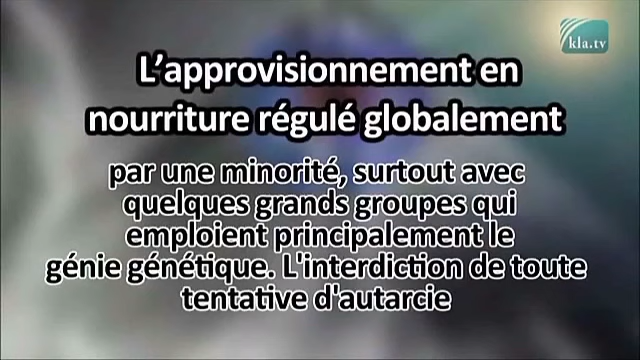 kla.tv
L'approvisionnement en
nourriture régulé globalement
par une minorité, surtout avec
quelques grands groupes qui
emploient principalement le
génie génétique. L'interdiction de toute
tentative d'autarcie